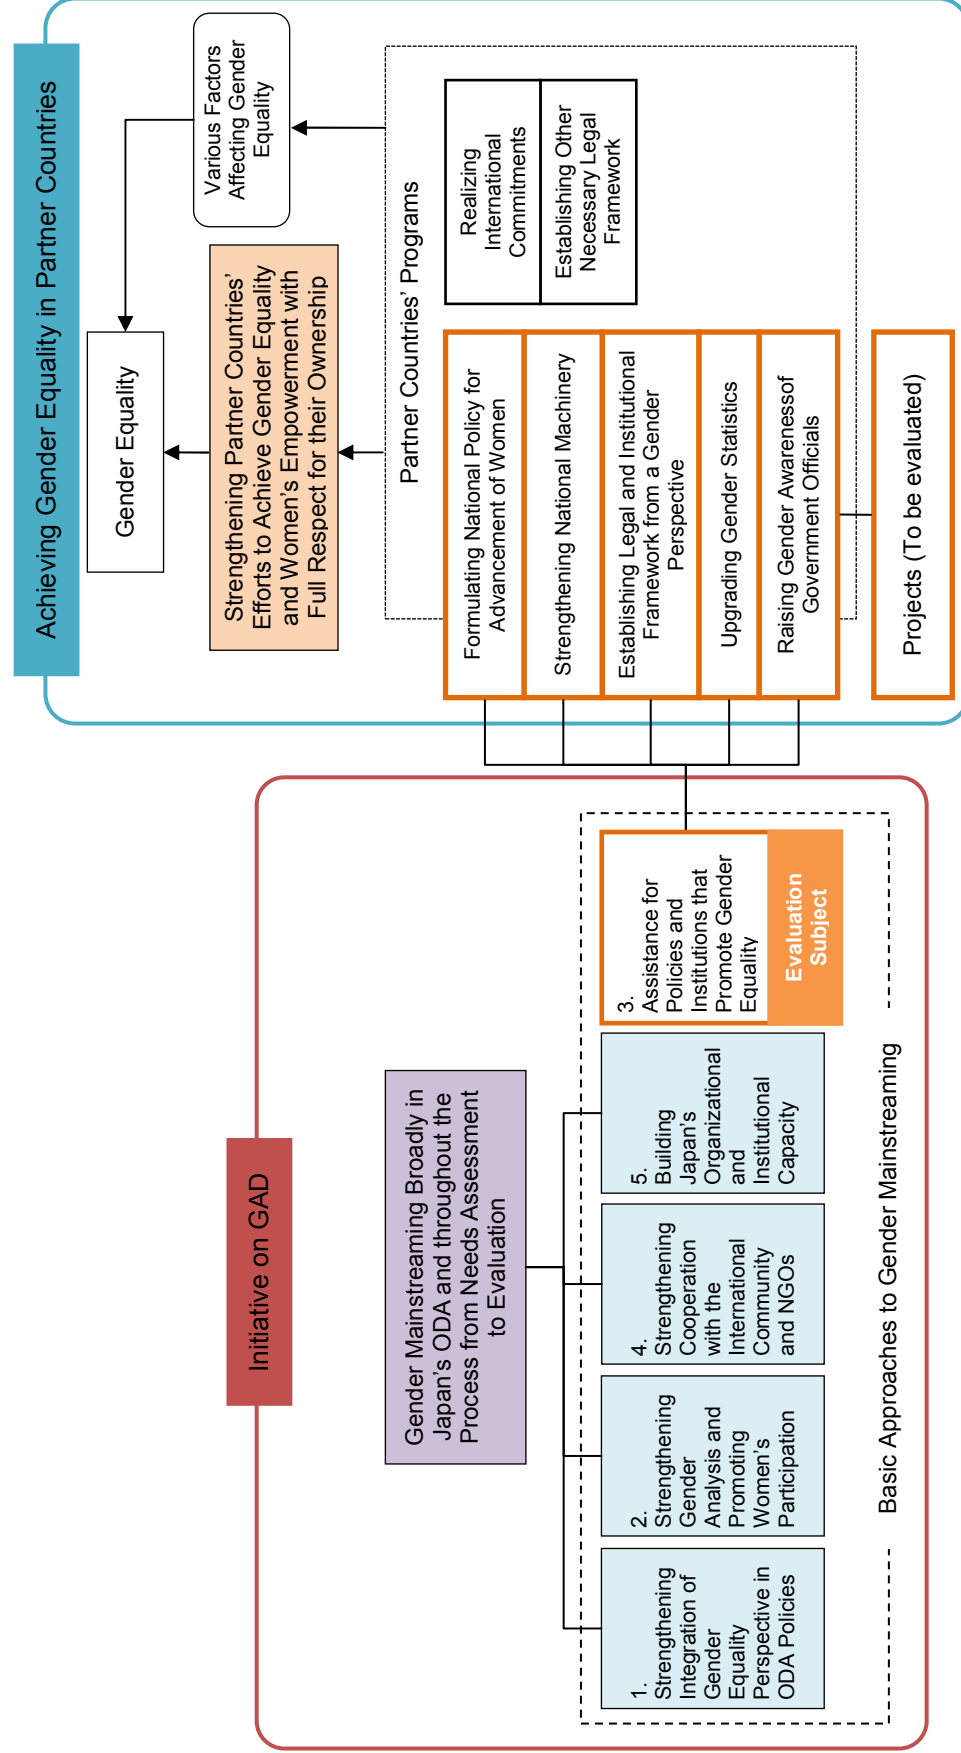 Initiative on GAD
Gender Mainstreaming Broadly in
Japan's ODA and throughout the
Process from Needs Assessment
to Evaluation
1.
Strengthening
Integration of
Gender
Equality
Perspective in
ODA Policies
2.
Strengthening
Gender
Analysis and
Promoting
Women's
Participation
4.
Strengthening
Cooperation
with the
International
Community
and NGOs
5.
Building
Japan's
Organizational
and
Institutional
Capacity
3.
Assistance for
Policies and
Institutions that
Promote Gender
Equality
Evaluation
Subject
Basic Approaches to Gender Mainstreaming
Achieving Gender Equality in Partner Countries
Gender Equality
Various Factors
Affecting Gender
Equality
Strengthening Partner Countries'
Efforts to Achieve Gender Equality
and Women's Empowerment with
Full Respect for their Ownership
Partner Countries' Programs
Formulating National Policy for
Advancement of Women
Strengthening National Machinery
Establishing Legal and Institutional
Framework from a Gender
Perspective
Upgrading Gender Statistics
Raising Gender Awarenessof
Government Officials
Realizing
International
Commitments
Establishing Other
Necessary Legal
Framework
Projects (To be evaluated)